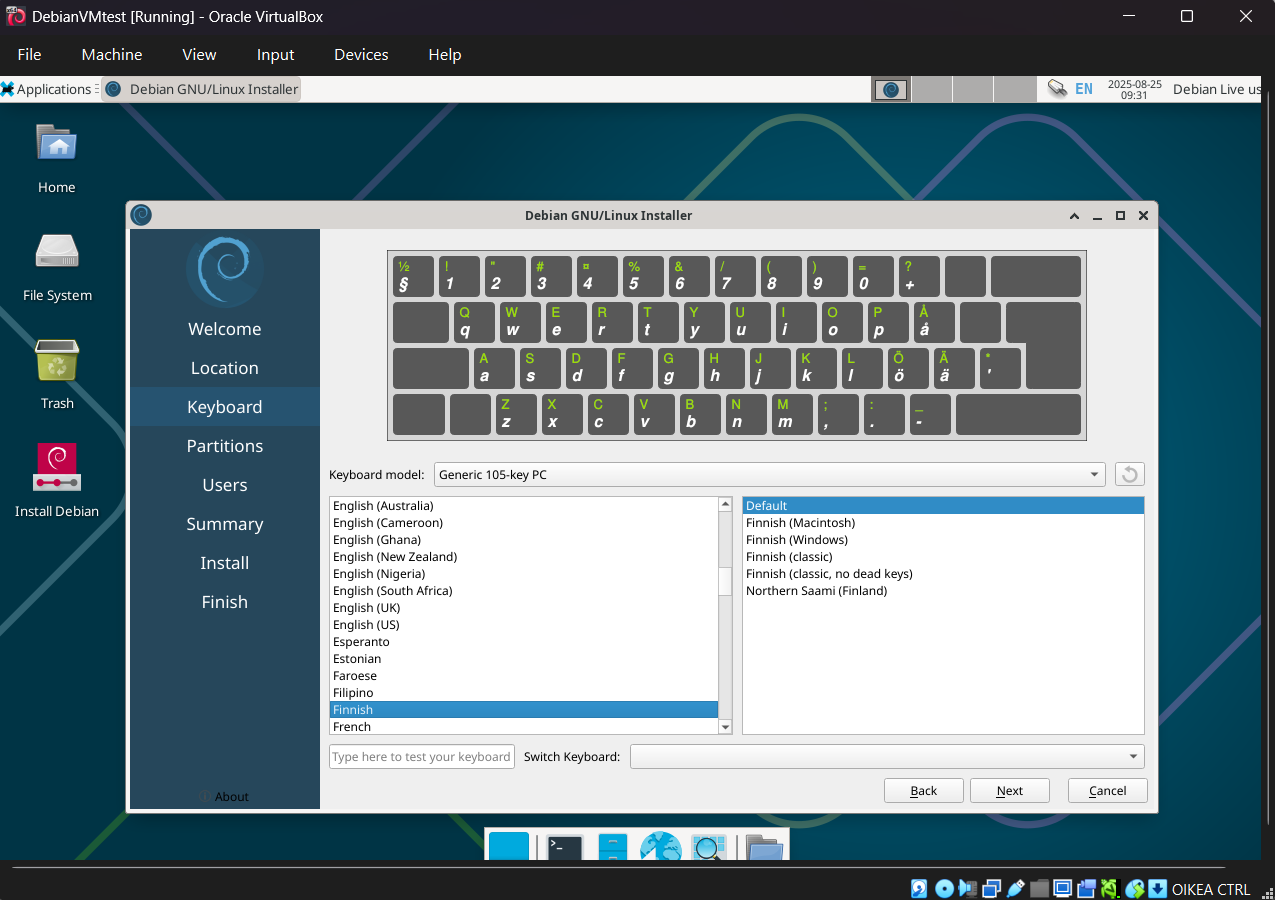 DebianVMtest [Running] - Oracle VirtualBox
File Machine View Input Devices Help
Applications Debian GNU/Linux Installer EN 2025-08-25 09:31 Debian Live us
Home
File System
Trash
Install Debian
Debian GNU/Linux Installer
Welcome
Location
Keyboard
Partitions
Users
Summary
Install
Finish
About
½ ! " # ¤ % & / ( ) = ?
§ 1 2 3 4 5 6 7 8 9 0 +
Q W E R T Y U I O P Å
q w e r t y u i o p å
A S D F G H J K L Ö Ä *
a s d f g h j k l ö ä '
Z X C V B N M ; : _
z x c v b n m , . -
Keyboard model: Generic 105-key PC
English (Australia)
English (Cameroon)
English (Ghana)
English (New Zealand)
English (Nigeria)
English (South Africa)
English (UK)
English (US)
Esperanto
Estonian
Faroese
Filipino
Finnish
French
Default
Finnish (Macintosh)
Finnish (Windows)
Finnish (classic)
Finnish (classic, no dead keys)
Northern Saami (Finland)
Type here to test your keyboard Switch Keyboard:
Back Next Cancel
OIKEA CTRL